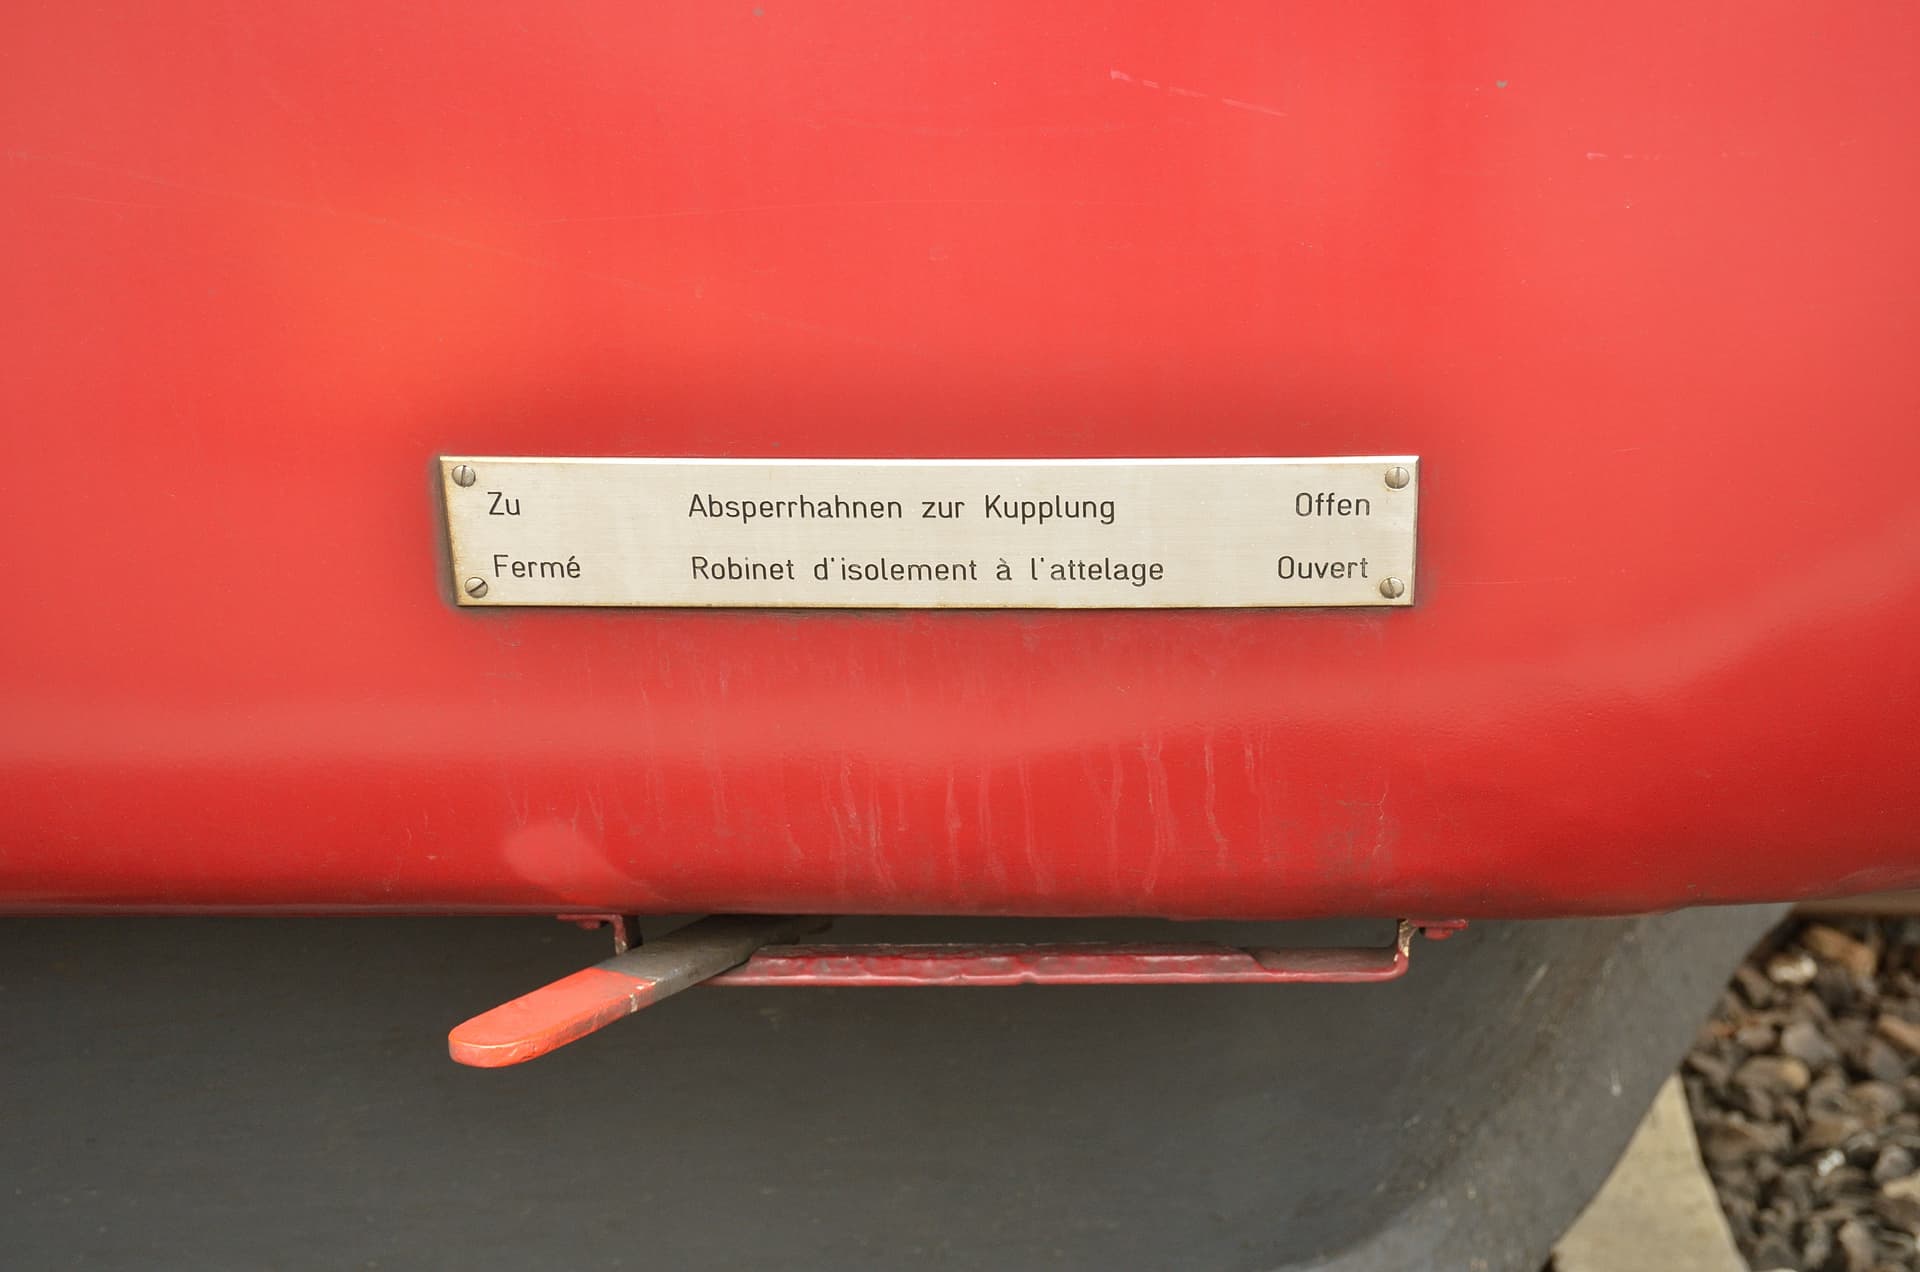 Zu Absperrhahnen zur Kupplung Offen
Fermé Robinet d'isolement à l'attelage Ouvert